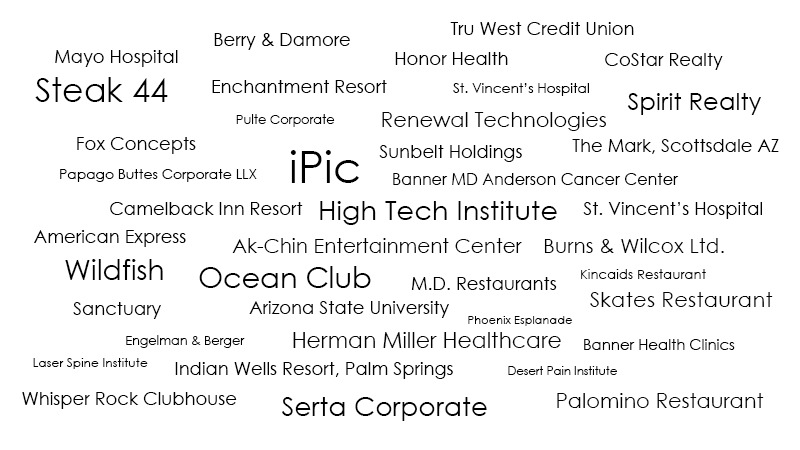 Tru West Credit Union
Berry & Damore
Mayo Hospital
Honor Health
CoStar Realty
Steak 44
Enchantment Resort
St. Vincent's Hospital
Spirit Realty
Pulte Corporate
Renewal Technologies
Fox Concepts
iPic
Sunbelt Holdings
The Mark, Scottsdale AZ
Papago Buttes Corporate LLX
Banner MD Anderson Cancer Center
Camelback Inn Resort
High Tech Institute
St. Vincent's Hospital
American Express
Ak-Chin Entertainment Center
Burns & Wilcox Ltd.
Wildfish
Ocean Club
M.D. Restaurants
Kincaids Restaurant
Skates Restaurant
Sanctuary
Arizona State University
Phoenix Esplanade
Engelman & Berger
Herman Miller Healthcare
Banner Health Clinics
Laser Spine Institute
Indian Wells Resort, Palm Springs
Desert Pain Institute
Whisper Rock Clubhouse
Serta Corporate
Palomino Restaurant